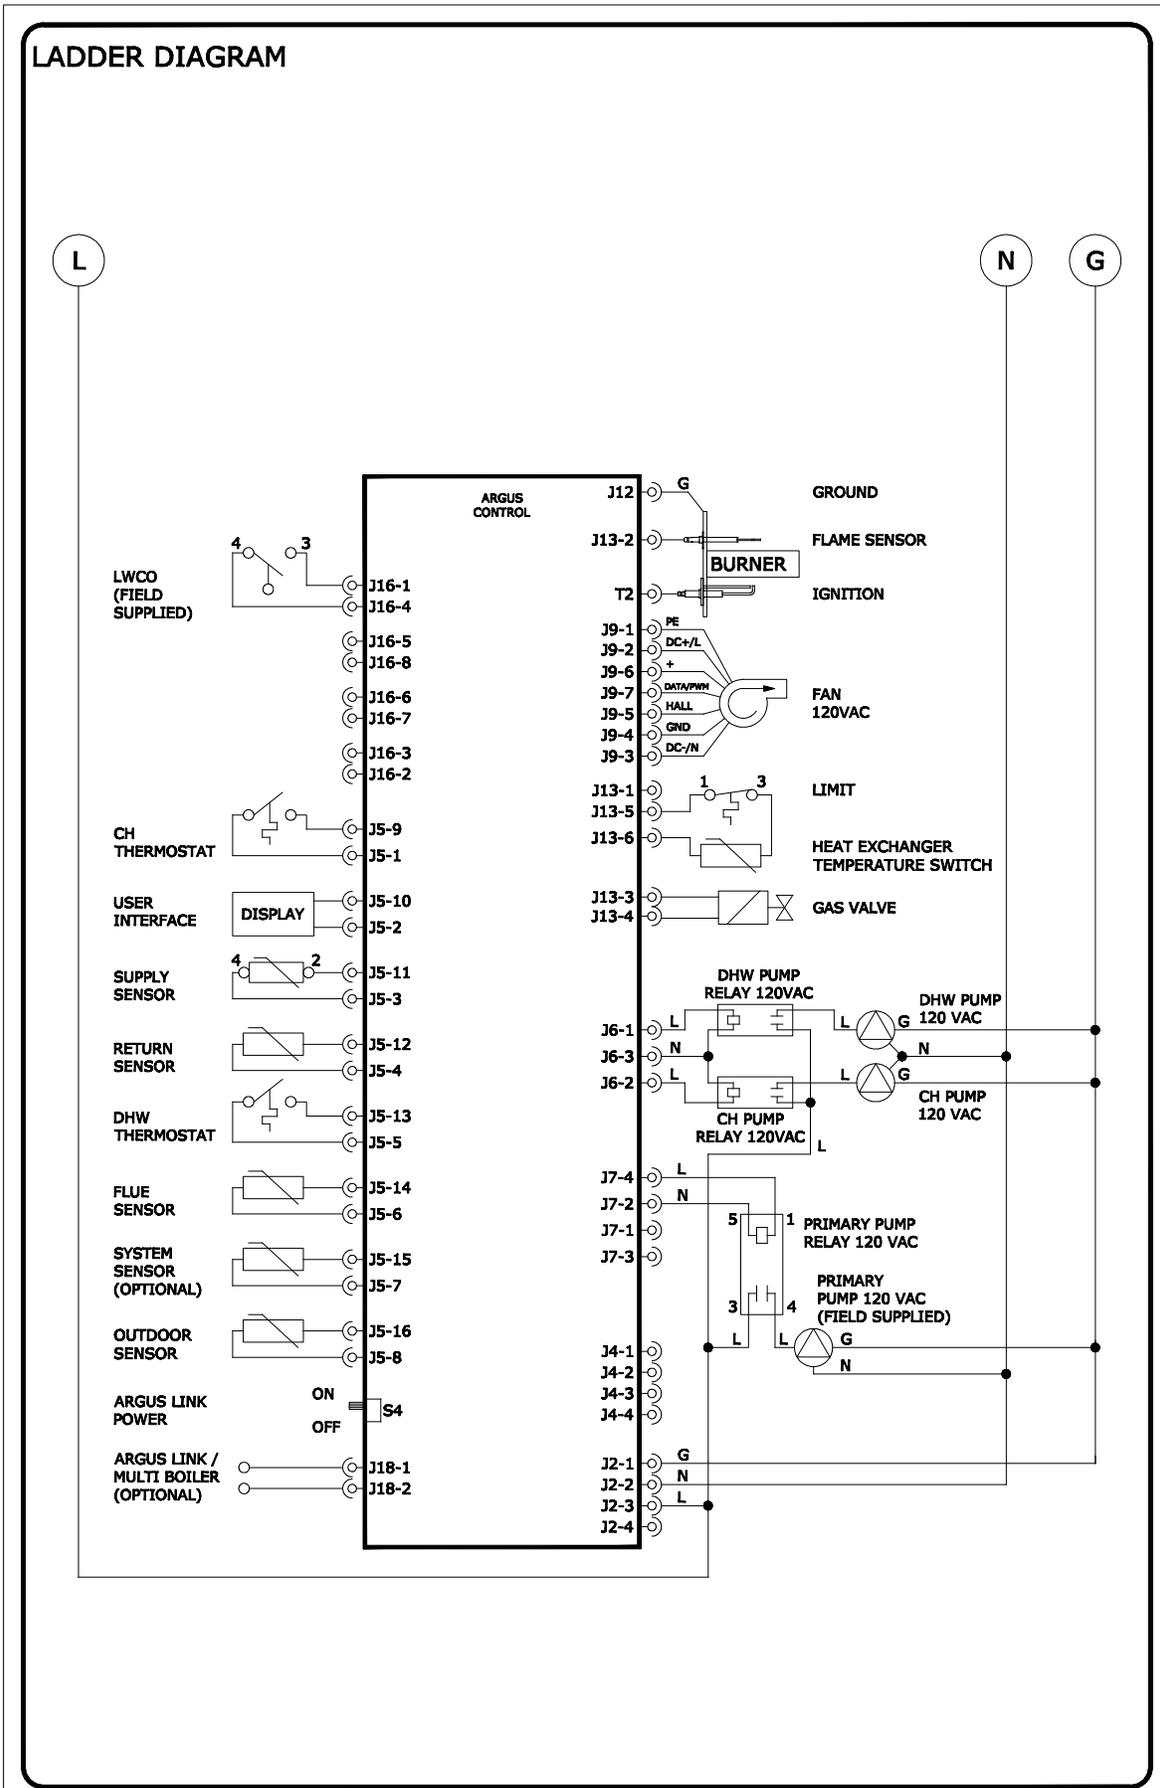 LADDER DIAGRAM
L
N
G
ARGUS
CONTROL
4
3
LWCO
(FIELD
SUPPLIED)
J16-1
J16-4
J16-5
J16-8
J16-6
J16-7
J16-3
J16-2
CH
THERMOSTAT
J5-9
J5-1
USER
INTERFACE
DISPLAY
J5-10
J5-2
4
2
SUPPLY
SENSOR
J5-11
J5-3
RETURN
SENSOR
J5-12
J5-4
DHW
THERMOSTAT
J5-13
J5-5
FLUE
SENSOR
J5-14
J5-6
SYSTEM
SENSOR
(OPTIONAL)
J5-15
J5-7
OUTDOOR
SENSOR
J5-16
J5-8
ARGUS LINK
POWER
ON
OFF
S4
ARGUS LINK /
MULTI BOILER
(OPTIONAL)
J18-1
J18-2
J12
G
GROUND
J13-2
FLAME SENSOR
BURNER
T2
IGNITION
J9-1
PE
J9-2
DC+/L
J9-6
+
J9-7
DATA/PWM
J9-5
HALL
J9-4
GND
J9-3
DC-/N
FAN
120VAC
J13-1
J13-5
J13-6
1
3
LIMIT
HEAT EXCHANGER
TEMPERATURE SWITCH
J13-3
J13-4
GAS VALVE
DHW PUMP
RELAY 120VAC
DHW PUMP
120 VAC
J6-1
L
L
G
J6-3
N
N
J6-2
L
L
G
CH PUMP
120 VAC
CH PUMP
RELAY 120VAC
L
J7-4
L
J7-2
N
J7-1
J7-3
5
1
PRIMARY PUMP
RELAY 120 VAC
3
4
PRIMARY
PUMP 120 VAC
(FIELD SUPPLIED)
L
L
G
N
J4-1
J4-2
J4-3
J4-4
J2-1
G
J2-2
N
J2-3
L
J2-4